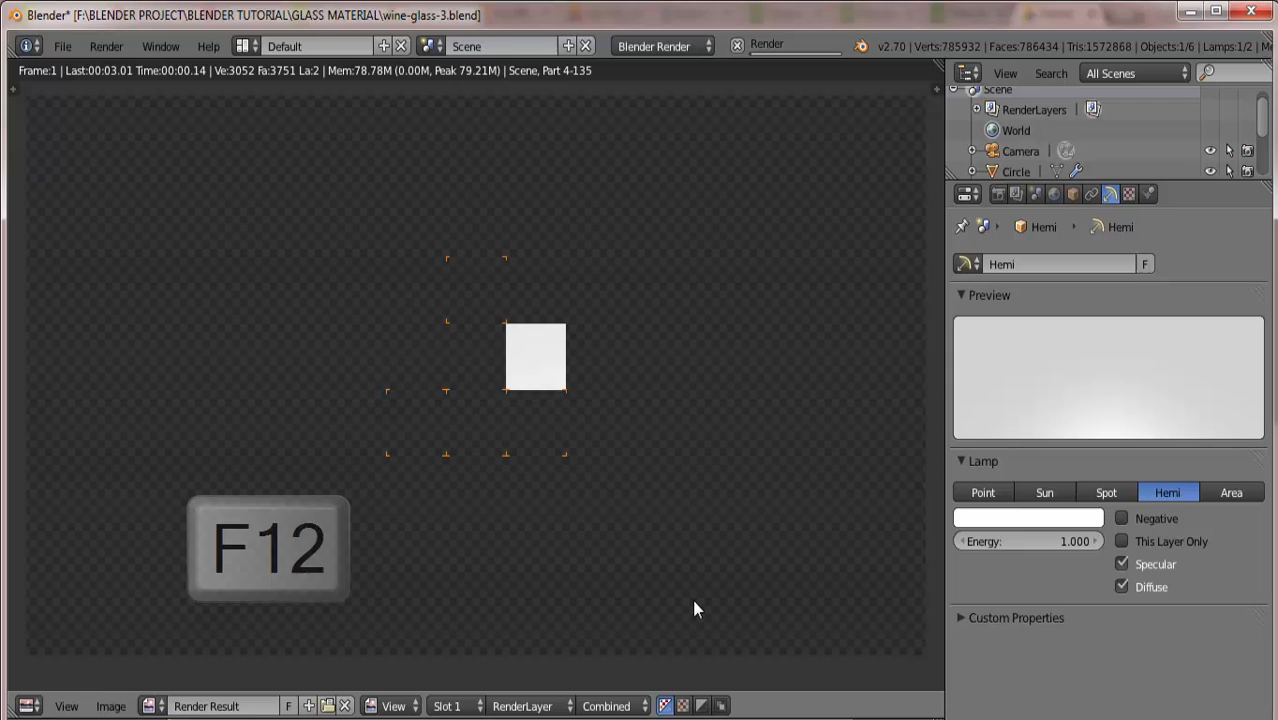 Blender* [F:\BLENDER PROJECT\BLENDER TUTORIAL\GLASS MATERIAL\wine-glass-3.blend]
File Render Window Help Default Scene Blender Render Render v2.70 | Verts:785932 | Faces:786434 | Tris:1572868 | Objects:1/6 | Lamps:1/2 | Me
Frame:1 | Last:00:03.01 Time:00:00.14 | Ve:3052 Fa:3751 La:2 | Mem:78.78M (0.00M, Peak 79.21M) | Scene, Part 4-135
View Search All Scenes
Scene
RenderLayers
World
Camera
Circle
Hemi Hemi
Hemi F
Preview
Lamp
Point Sun Spot Hemi Area
Negative
Energy: 1.000 This Layer Only
Specular
Diffuse
Custom Properties
F12
View Image Render Result F View Slot 1 RenderLayer Combined